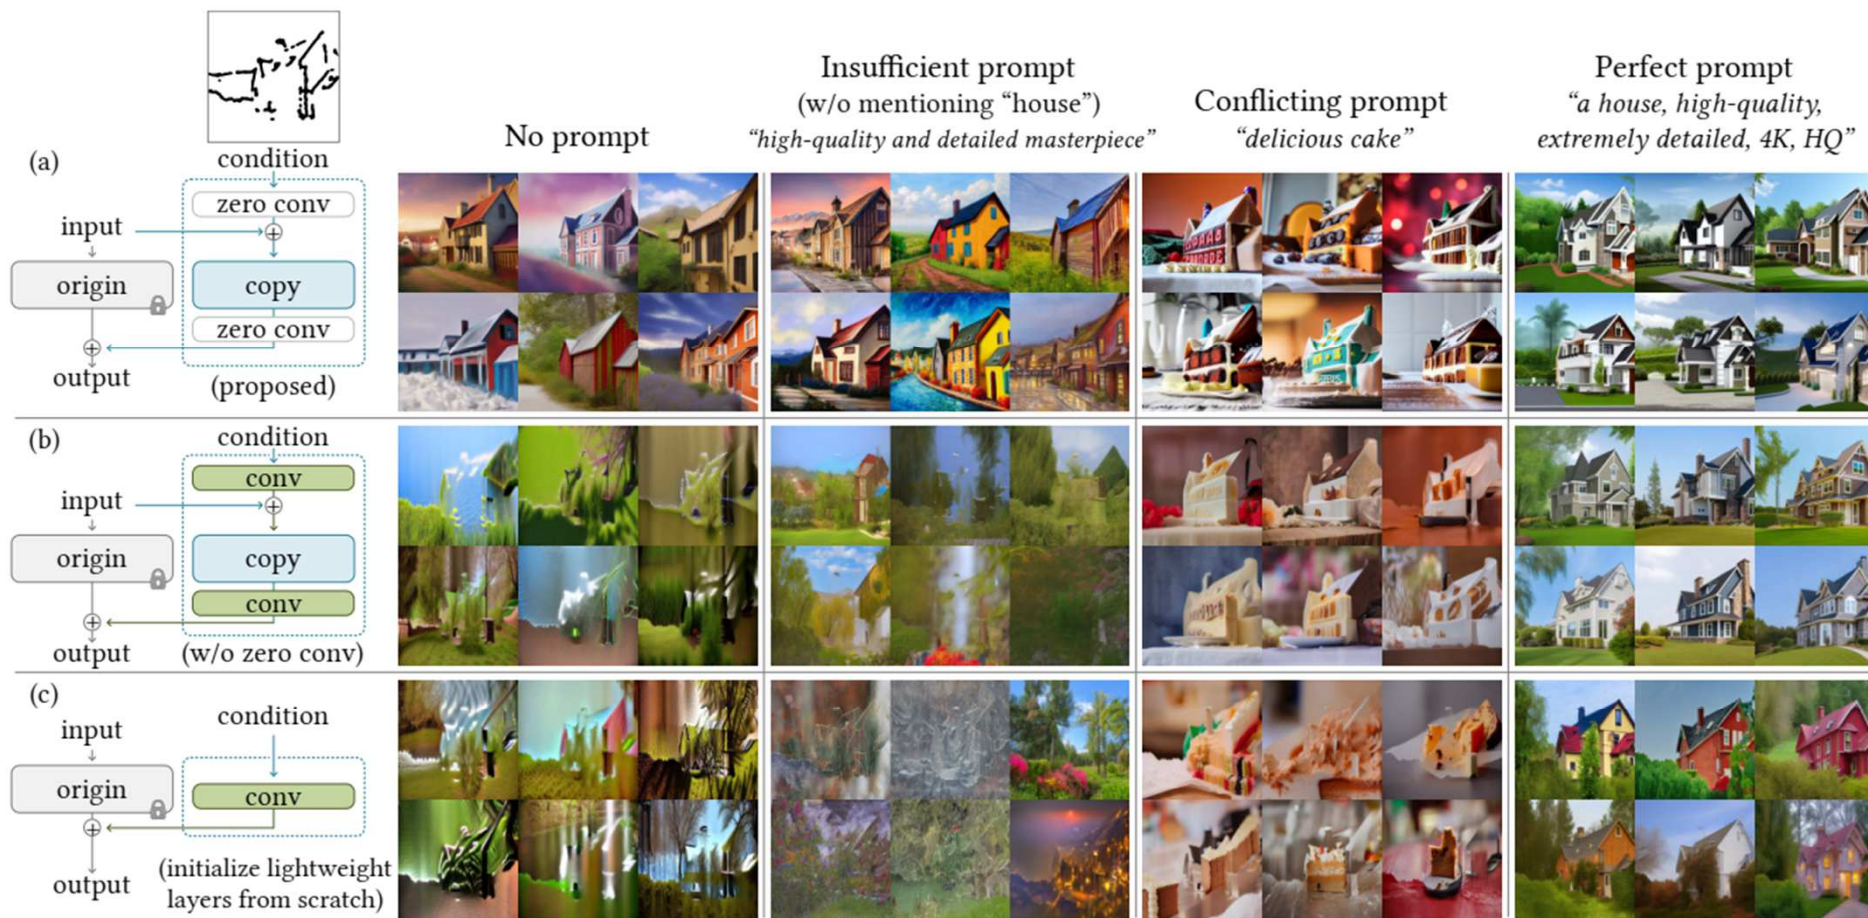 Insufficient prompt
Perfect prompt
(w/o mentioning “house”)
Conflicting prompt
“a house, high-quality,
No prompt
“high-quality and detailed masterpiece”
“delicious cake”
extremely detailed, 4K, HQ”
(a)
condition
zero conv
input
origin
copy
zero conv
output
(proposed)
(b)
condition
conv
input
origin
copy
conv
output
(w/o zero conv)
(c)
condition
input
origin
conv
output
(initialize lightweight
layers from scratch)